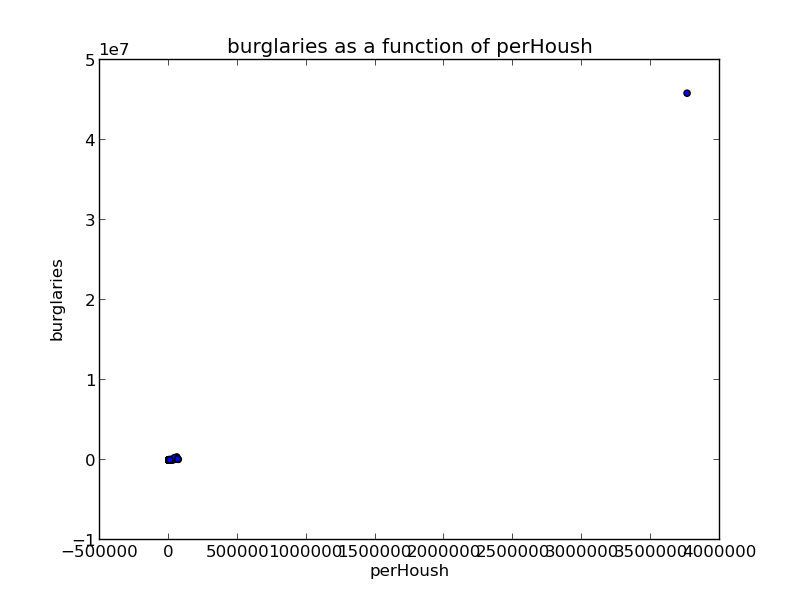 burglaries as a function of perHoush
1e7
5
4
3
2
1
0
−1
burglaries
−500000 0 500000 1000000 1500000 2000000 2500000 3000000 3500000 4000000
perHoush